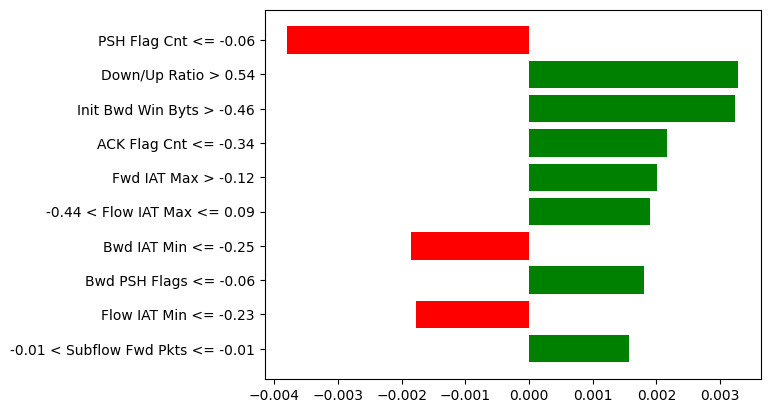 PSH Flag Cnt <= -0.06
Down/Up Ratio > 0.54
Init Bwd Win Byts > -0.46
ACK Flag Cnt <= -0.34
Fwd IAT Max > -0.12
-0.44 < Flow IAT Max <= 0.09
Bwd IAT Min <= -0.25
Bwd PSH Flags <= -0.06
Flow IAT Min <= -0.23
-0.01 < Subflow Fwd Pkts <= -0.01
−0.004 −0.003 −0.002 −0.001 0.000 0.001 0.002 0.003